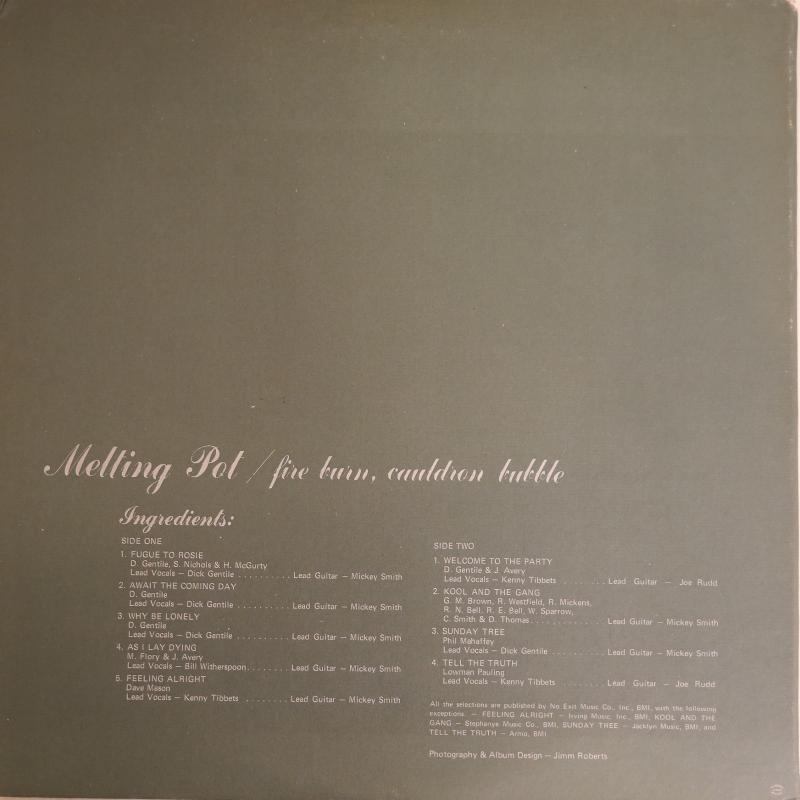 Melting Pot / fire burn, cauldron bubble
Ingredients:
SIDE ONE
1. FUGUE TO ROSIE
D. Gentile, S. Nichols & H. McGurty
Lead Vocals — Dick Gentile .......... Lead Guitar — Mickey Smith
2. AWAIT THE COMING DAY
D. Gentile
Lead Vocals — Dick Gentile .......... Lead Guitar — Mickey Smith
3. WHY BE LONELY
D. Gentile
Lead Vocals — Dick Gentile .......... Lead Guitar — Mickey Smith
4. AS I LAY DYING
M. Flory & J. Avery
Lead Vocals — Bill Witherspoon........ Lead Guitar — Mickey Smith
5. FEELING ALRIGHT
Dave Mason
Lead Vocals — Kenny Tibbets ........ Lead Guitar — Mickey Smith
SIDE TWO
1. WELCOME TO THE PARTY
D. Gentile & J. Avery
Lead Vocals — Kenny Tibbets ........ Lead Guitar — Joe Rudd
2. KOOL AND THE GANG
G. M. Brown, R. Westfield, R. Mickens,
R. N. Bell, R. E. Bell, W. Sparrow,
C. Smith & D. Thomas.............. Lead Guitar — Mickey Smith
3. SUNDAY TREE
Phil Mahaffey
Lead Vocals — Dick Gentile .......... Lead Guitar — Mickey Smith
4. TELL THE TRUTH
Lowman Pauling
Lead Vocals — Kenny Tibbets ........ Lead Guitar — Joe Rudd
All the selections are published by No Exit Music Co., Inc., BMI, with the following
exceptions: — FEELING ALRIGHT — Irving Music, Inc., BMI, KOOL AND THE
GANG — Stephanye Music Co., BMI, SUNDAY TREE — Jacklyn Music, BMI, and
TELL THE TRUTH — Armo, BMI
Photography & Album Design — Jimm Roberts